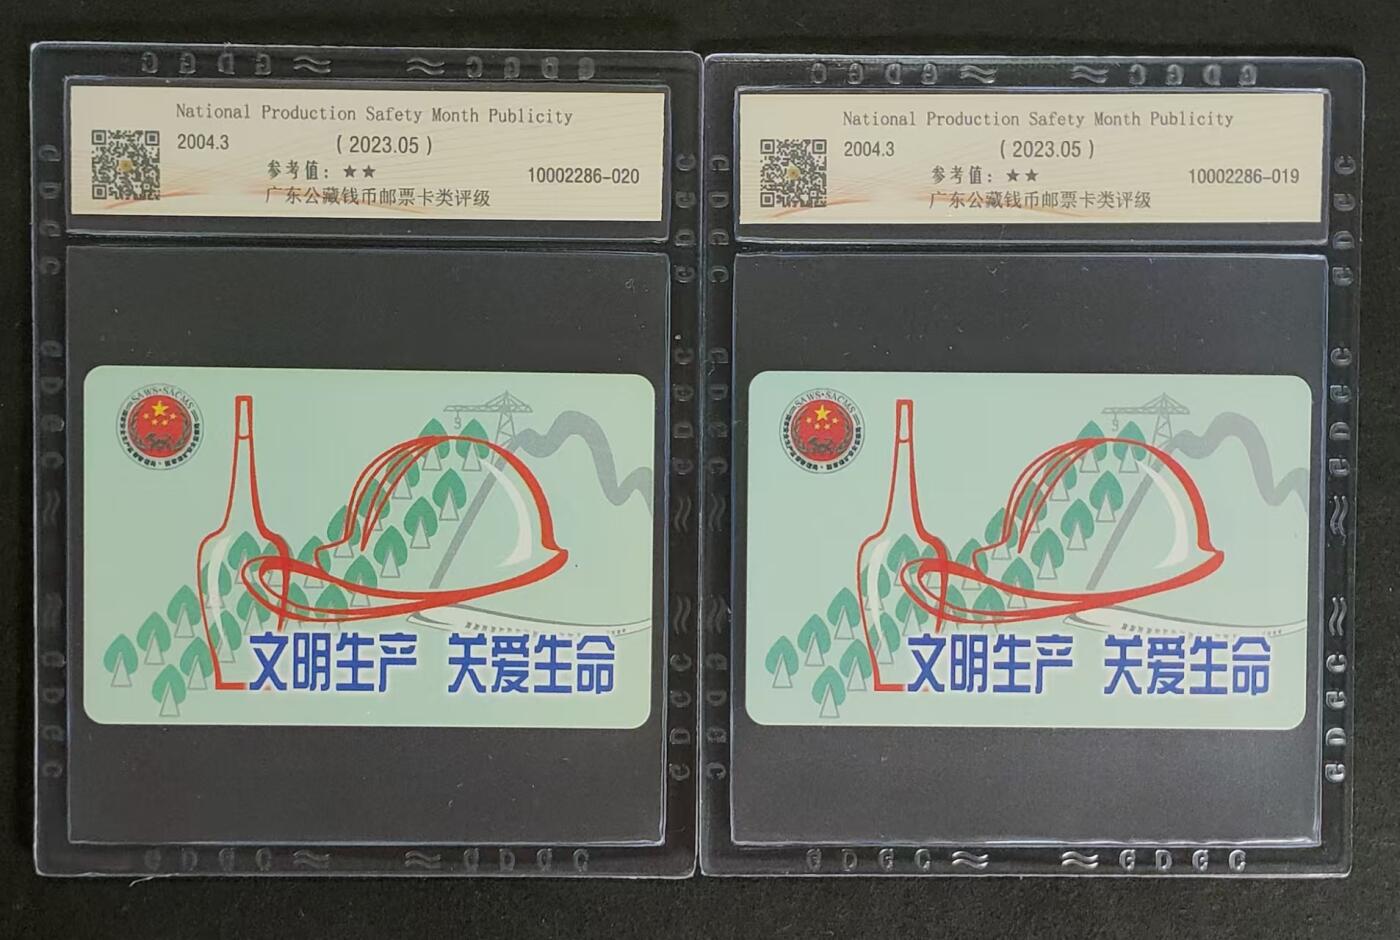 National Production Safety Month Publicity
2004.3
( 2023.05 )
参考值: ★★
10002286-020
广东公藏钱币邮票卡类评级
SAWS·SACMS
文明生产 关爱生命
National Production Safety Month Publicity
2004.3
( 2023.05 )
参考值: ★★
10002286-019
广东公藏钱币邮票卡类评级
SAWS·SACMS
文明生产 关爱生命
GDGC